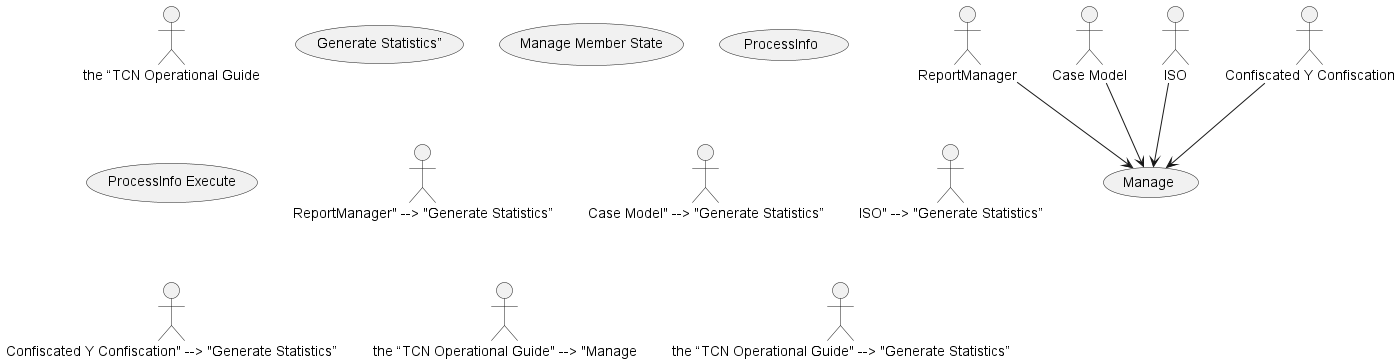 the “TCN Operational Guide
Generate Statistics”
Manage Member State
ProcessInfo
ReportManager
Case Model
ISO
Confiscated Y Confiscation
ProcessInfo Execute
ReportManager" --> "Generate Statistics”
Case Model" --> "Generate Statistics”
ISO" --> "Generate Statistics”
Manage
Confiscated Y Confiscation" --> "Generate Statistics”
the “TCN Operational Guide" --> "Manage
the “TCN Operational Guide" --> "Generate Statistics”